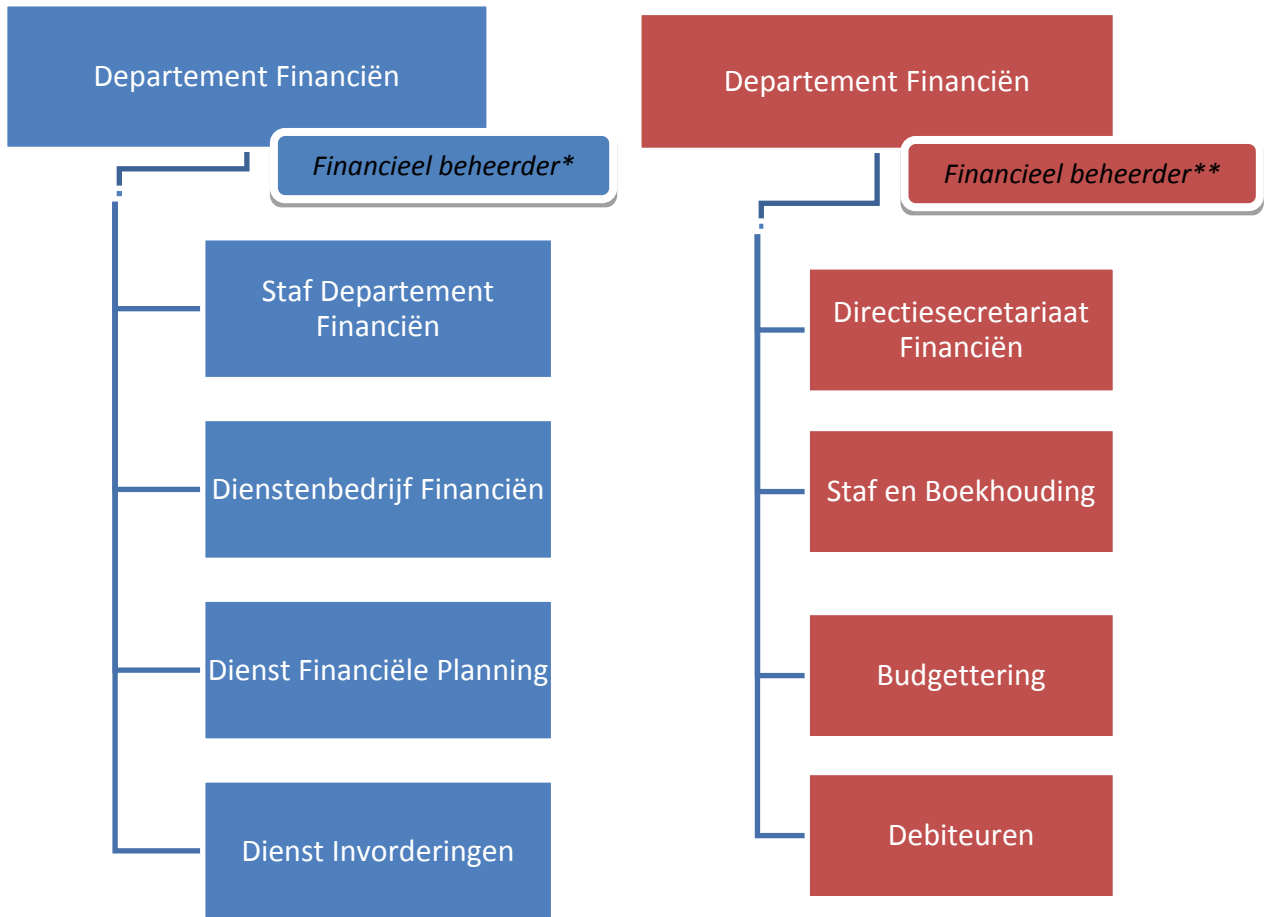 Departement Financiën
Financieel beheerder*
Staf Departement
Financiën
Dienstenbedrijf Financiën
Dienst Financiële Planning
Dienst Invorderingen
Departement Financiën
Financieel beheerder**
Directiesecretariaat
Financiën
Staf en Boekhouding
Budgettering
Debiteuren